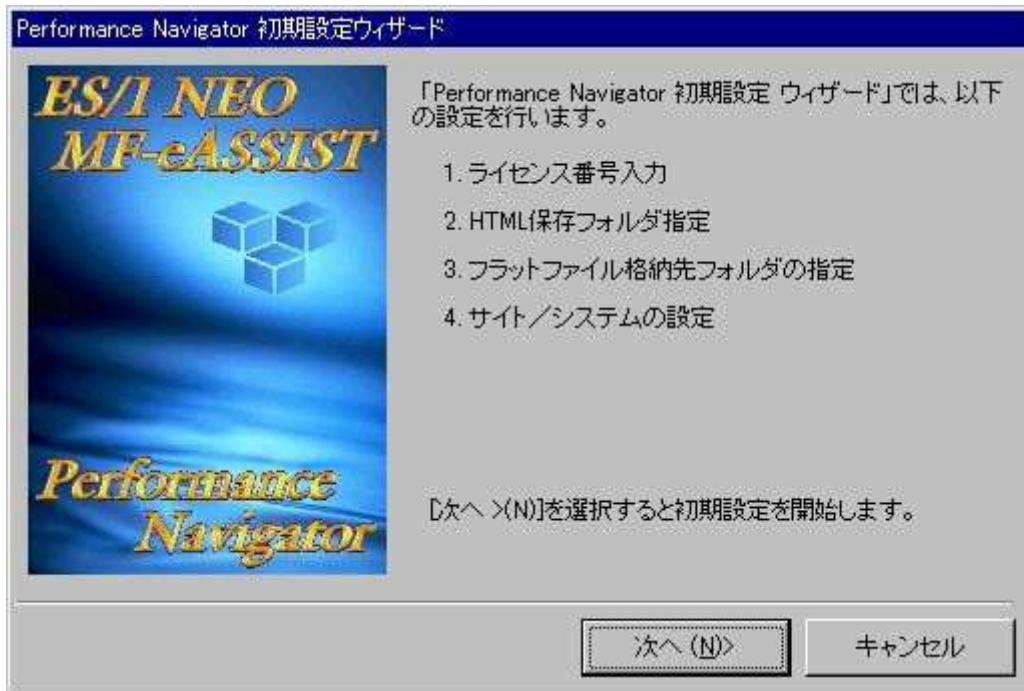 Performance Navigator 初期設定ウィザード
ES/1 NEO
MF-eASSIST
「Performance Navigator 初期設定 ウィザード」では、以下
の設定を行います。
1. ライセンス番号入力
2. HTML保存フォルダ指定
3. フラットファイル格納先フォルダの指定
4. サイト／システムの設定
Performance
Navigator
[次へ >(N)]を選択すると初期設定を開始します。
次へ (N)>
キャンセル